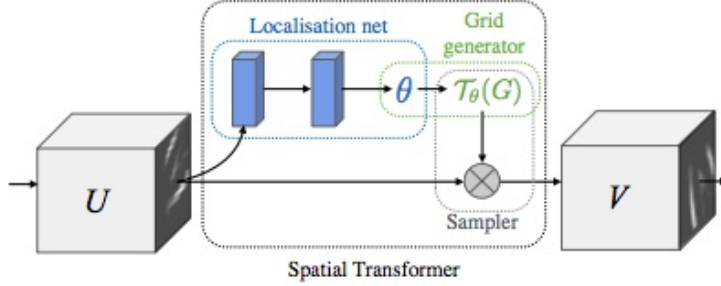 Localisation net
Grid
generator
θ
𝒯θ(G)
U
V
Sampler
Spatial Transformer